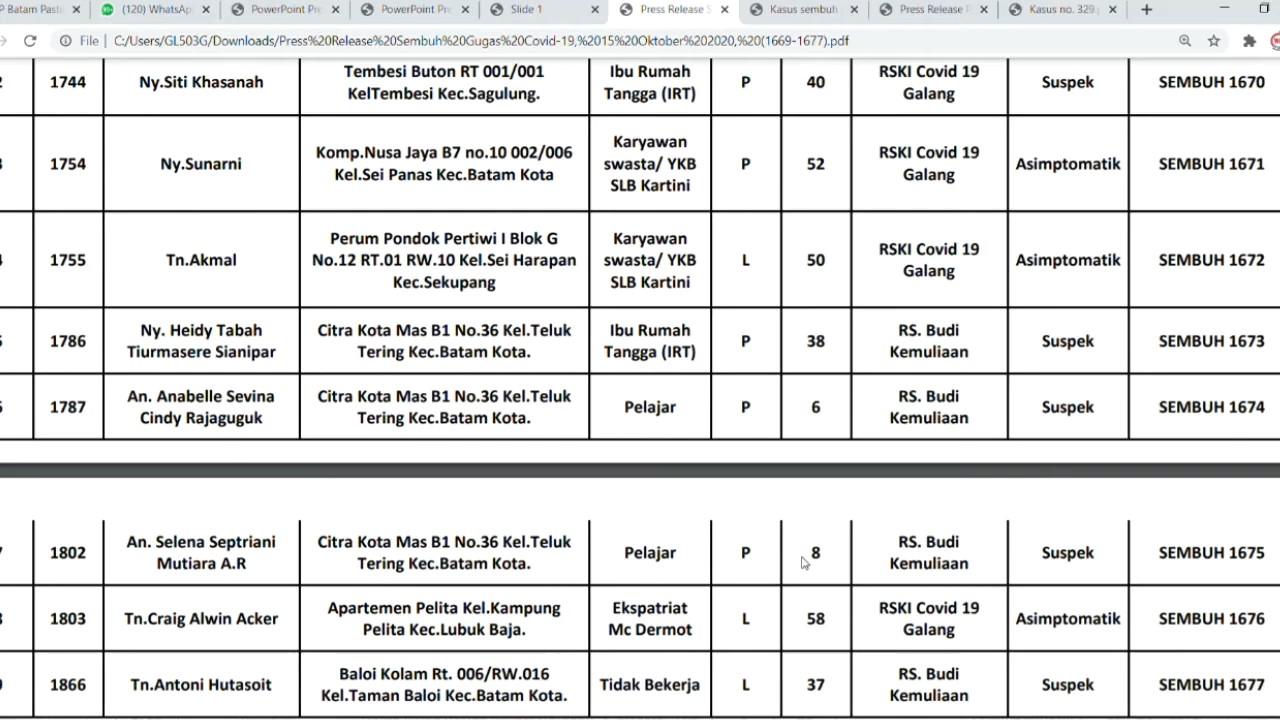 P Batam Pasti
(120) WhatsAp
PowerPoint Pr
PowerPoint Pr
Slide 1
Press Release S
Kasus sembuh
Press Release P
Kasus no. 329.
File | C:/Users/GL503G/Downloads/Press%20Release%20Sembuh%20Gugas%20Covid-19,%2015%20Oktober%202020,%20(1669-1677).pdf
2 1744 Ny.Siti Khasanah Tembesi Buton RT 001/001 Ibu Rumah P 40 RSKI Covid 19 Suspek SEMBUH 1670
KelTembesi Kec.Sagulung. Tangga (IRT) Galang
3 1754 Ny.Sunarni Komp.Nusa Jaya B7 no.10 002/006 Karyawan P 52 RSKI Covid 19 Asimptomatik SEMBUH 1671
Kel.Sei Panas Kec.Batam Kota swasta/ YKB Galang
SLB Kartini
4 1755 Tn.Akmal Perum Pondok Pertiwi I Blok G Karyawan L 50 RSKI Covid 19 Asimptomatik SEMBUH 1672
No.12 RT.01 RW.10 Kel.Sei Harapan swasta/ YKB Galang
Kec.Sekupang SLB Kartini
5 1786 Ny. Heidy Tabah Citra Kota Mas B1 No.36 Kel.Teluk Ibu Rumah P 38 RS. Budi Suspek SEMBUH 1673
Tiurmasere Sianipar Tering Kec.Batam Kota. Tangga (IRT) Kemuliaan
6 1787 An. Anabelle Sevina Citra Kota Mas B1 No.36 Kel.Teluk Pelajar P 6 RS. Budi Suspek SEMBUH 1674
Cindy Rajaguguk Tering Kec.Batam Kota. Kemuliaan
7 1802 An. Selena Septriani Citra Kota Mas B1 No.36 Kel.Teluk Pelajar P 8 RS. Budi Suspek SEMBUH 1675
Mutiara A.R Tering Kec.Batam Kota. Kemuliaan
8 1803 Tn.Craig Alwin Acker Apartemen Pelita Kel.Kampung Ekspatriat L 58 RSKI Covid 19 Asimptomatik SEMBUH 1676
Pelita Kec.Lubuk Baja. Mc Dermot Galang
9 1866 Tn.Antoni Hutasoit Baloi Kolam Rt. 006/RW.016 Tidak Bekerja L 37 RS. Budi Suspek SEMBUH 1677
Kel.Taman Baloi Kec.Batam Kota. Kemuliaan